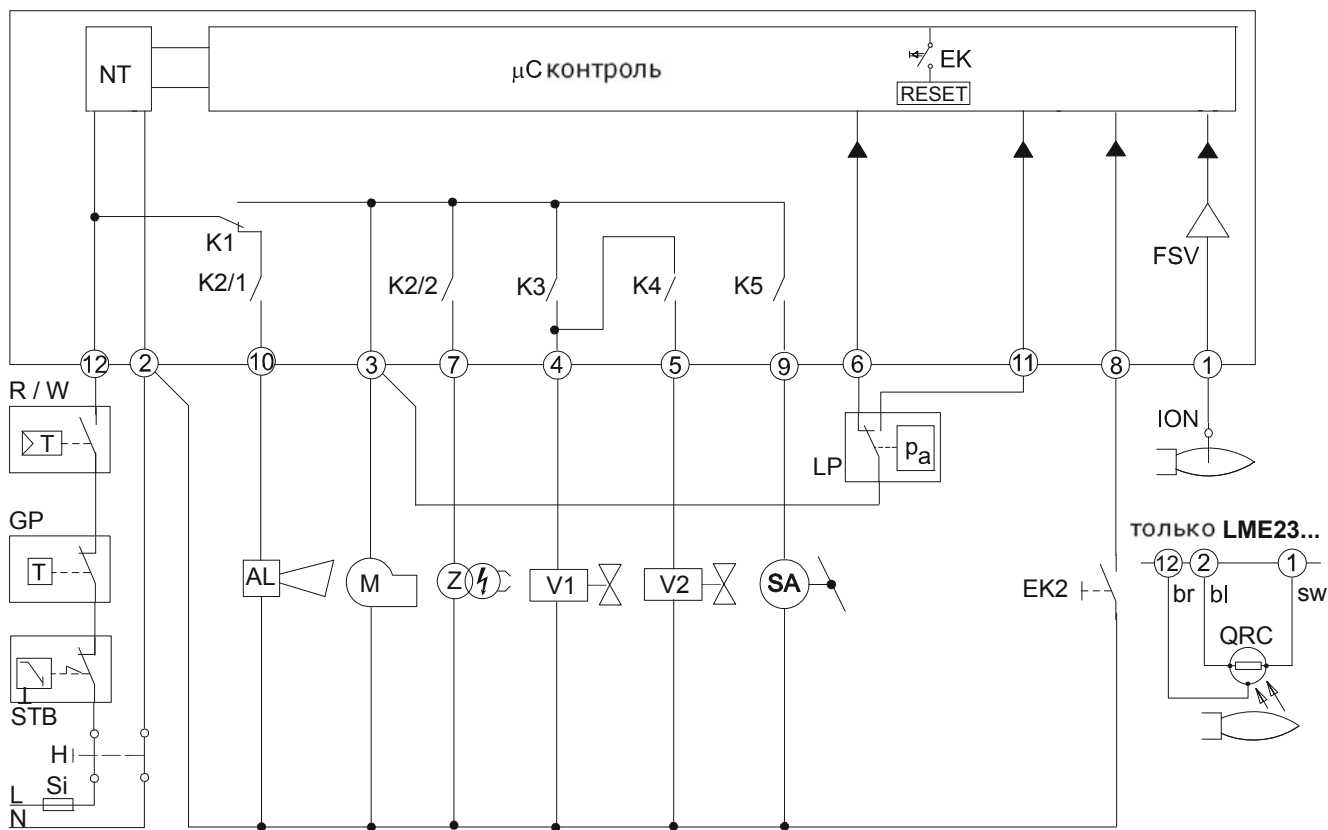 NT
µC контроль
EK
RESET
FSV
K1
K2/1
K2/2
K3
K4
K5
12
2
10
3
7
4
5
9
6
11
8
1
R / W
T
LP
pa
ION
GP
T
только LME23...
12
2
1
br
bl
sw
AL
M
Z
V1
V2
SA
EK2
QRC
STB
H
Si
L
N